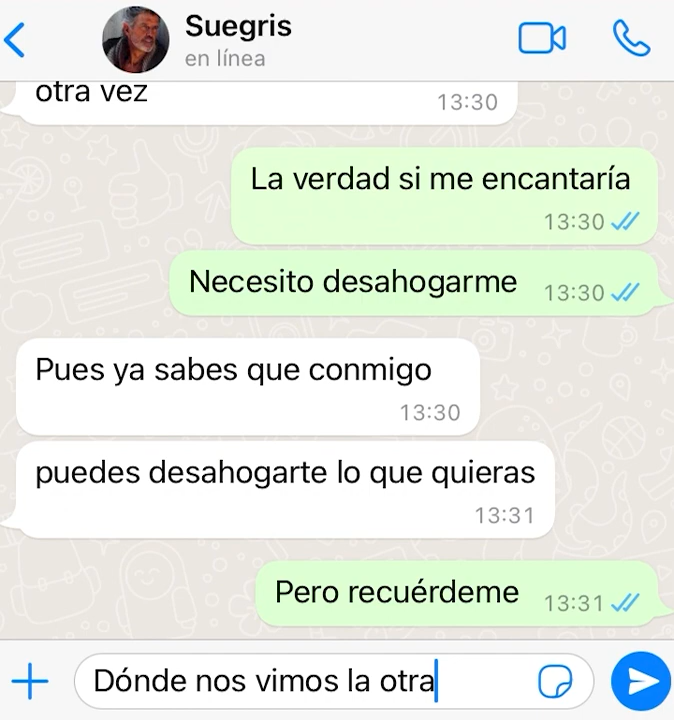 Suegris
en línea
otra vez
13:30
La verdad si me encantaría
13:30
Necesito desahogarme 13:30
Pues ya sabes que conmigo
13:30
puedes desahogarte lo que quieras
13:31
Pero recuérdeme 13:31
Dónde nos vimos la otra